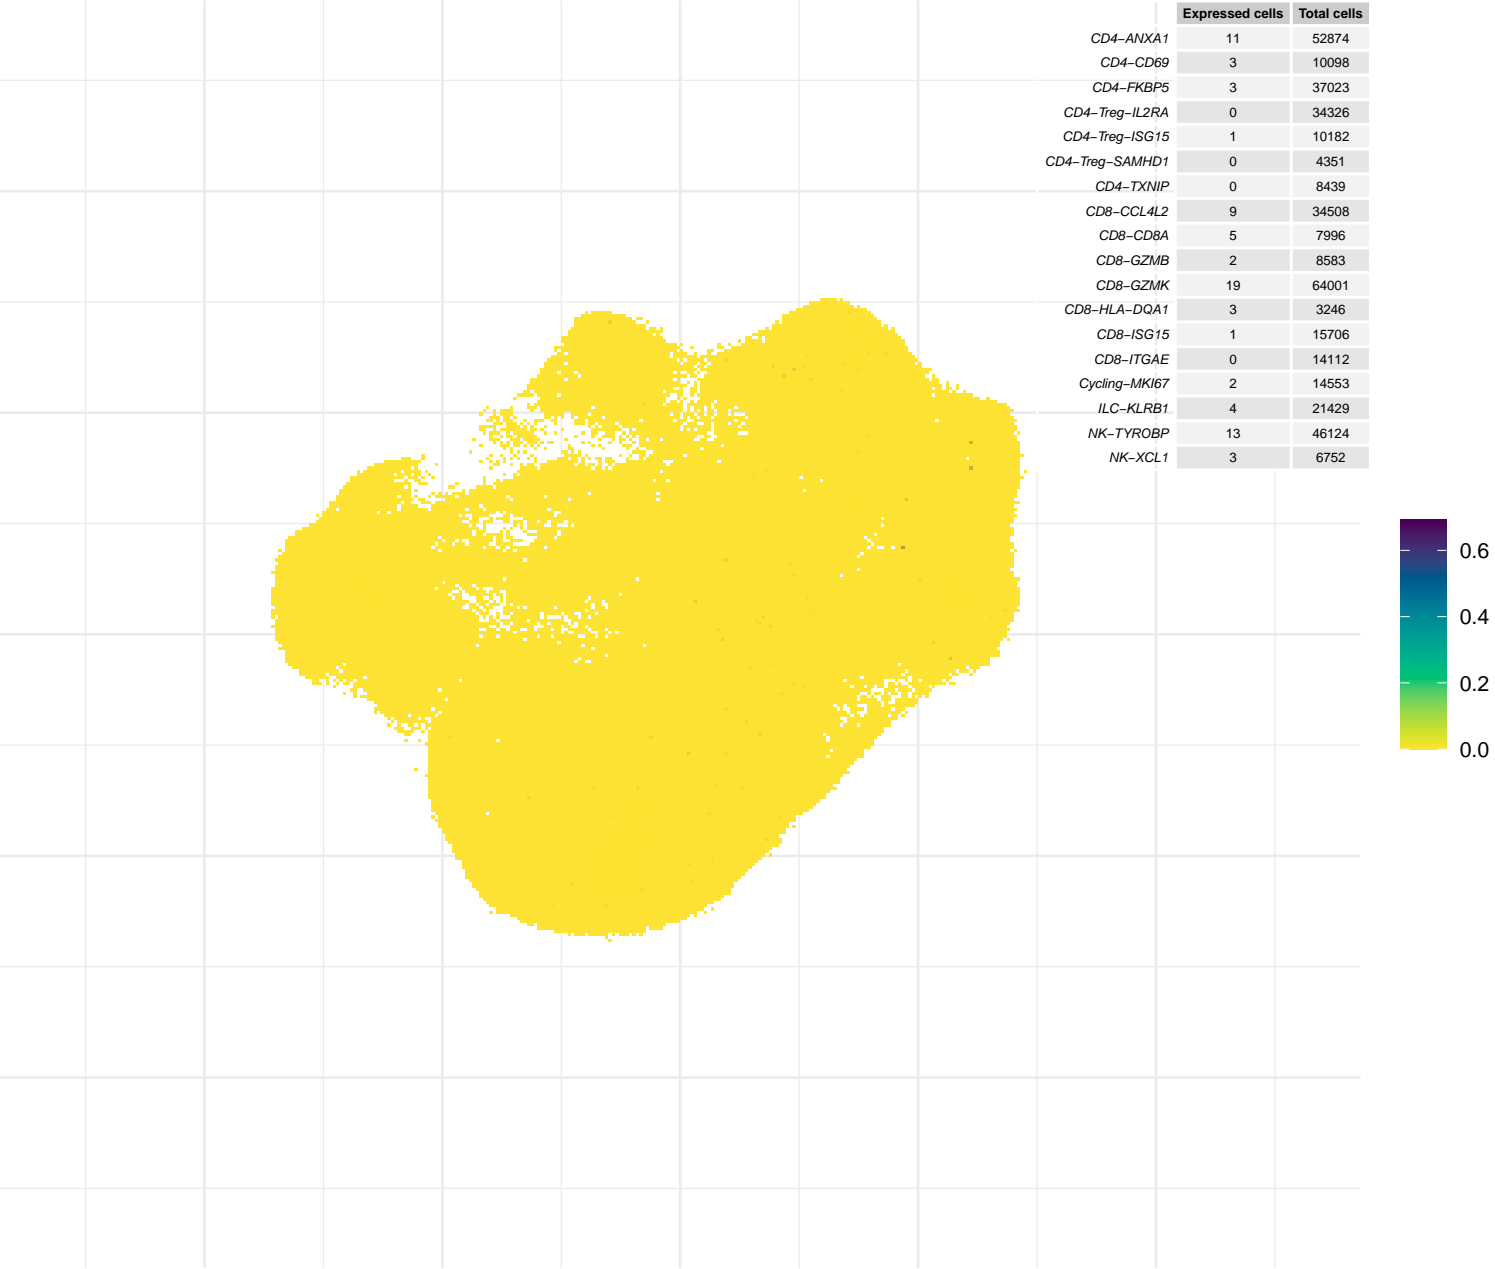 Expressed cells Total cells
CD4−ANXA1 11 52874
CD4−CD69 3 10098
CD4−FKBP5 3 37023
CD4−Treg−IL2RA 0 34326
CD4−Treg−ISG15 1 10182
CD4−Treg−SAMHD1 0 4351
CD4−TXNIP 0 8439
CD8−CCL4L2 9 34508
CD8−CD8A 5 7996
CD8−GZMB 2 8583
CD8−GZMK 19 64001
CD8−HLA−DQA1 3 3246
CD8−ISG15 1 15706
CD8−ITGAE 0 14112
Cycling−MKI67 2 14553
ILC−KLRB1 4 21429
NK−TYROBP 13 46124
NK−XCL1 3 6752
0.6
0.4
0.2
0.0